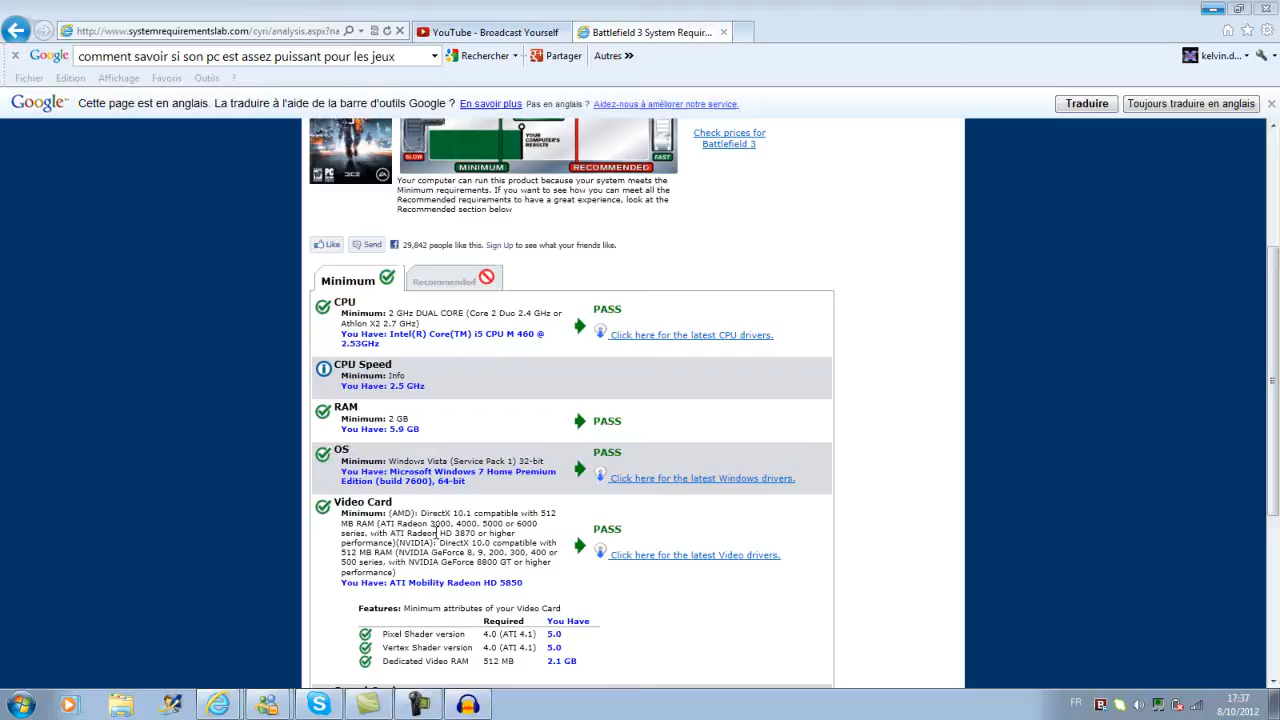 http://www.systemrequirementslab.com/cyri/analysis.aspx?na
YouTube - Broadcast Yourself
Battlefield 3 System Requir...
Google
comment savoir si son pc est assez puissant pour les jeux
Rechercher
Partager
Autres »
kelvin.d...
Fichier Edition Affichage Favoris Outils ?
Google™ Cette page est en anglais. La traduire à l'aide de la barre d'outils Google ? En savoir plus Pas en anglais ? Aidez-nous à améliorer notre service.
Traduire
Toujours traduire en anglais
YOUR COMPUTER'S RESULTS
SLOW
MINIMUM
RECOMMENDED
FAST
PC
DICE
EA
Check prices for
Battlefield 3
Your computer can run this product because your system meets the
Minimum requirements. If you want to see how you can meet all the
Recommended requirements to have a great experience, look at the
Recommended section below
Like
Send
29,842 people like this. Sign Up to see what your friends like.
Minimum
Recommended
CPU
Minimum: 2 GHz DUAL CORE (Core 2 Duo 2.4 GHz or
Athlon X2 2.7 GHz)
You Have: Intel(R) Core(TM) i5 CPU M 460 @
2.53GHz
PASS
Click here for the latest CPU drivers.
CPU Speed
Minimum: Info
You Have: 2.5 GHz
RAM
Minimum: 2 GB
You Have: 5.9 GB
PASS
OS
Minimum: Windows Vista (Service Pack 1) 32-bit
You Have: Microsoft Windows 7 Home Premium
Edition (build 7600), 64-bit
PASS
Click here for the latest Windows drivers.
Video Card
Minimum: (AMD): DirectX 10.1 compatible with 512
MB RAM (ATI Radeon 3000, 4000, 5000 or 6000
series, with ATI Radeon HD 3870 or higher
performance)(NVIDIA): DirectX 10.0 compatible with
512 MB RAM (NVIDIA GeForce 8, 9, 200, 300, 400 or
500 series, with NVIDIA GeForce 8800 GT or higher
performance)
You Have: ATI Mobility Radeon HD 5850
PASS
Click here for the latest Video drivers.
Features: Minimum attributes of your Video Card
Required You Have
Pixel Shader version 4.0 (ATI 4.1) 5.0
Vertex Shader version 4.0 (ATI 4.1) 5.0
Dedicated Video RAM 512 MB 2.1 GB
FR
17:37
8/10/2012